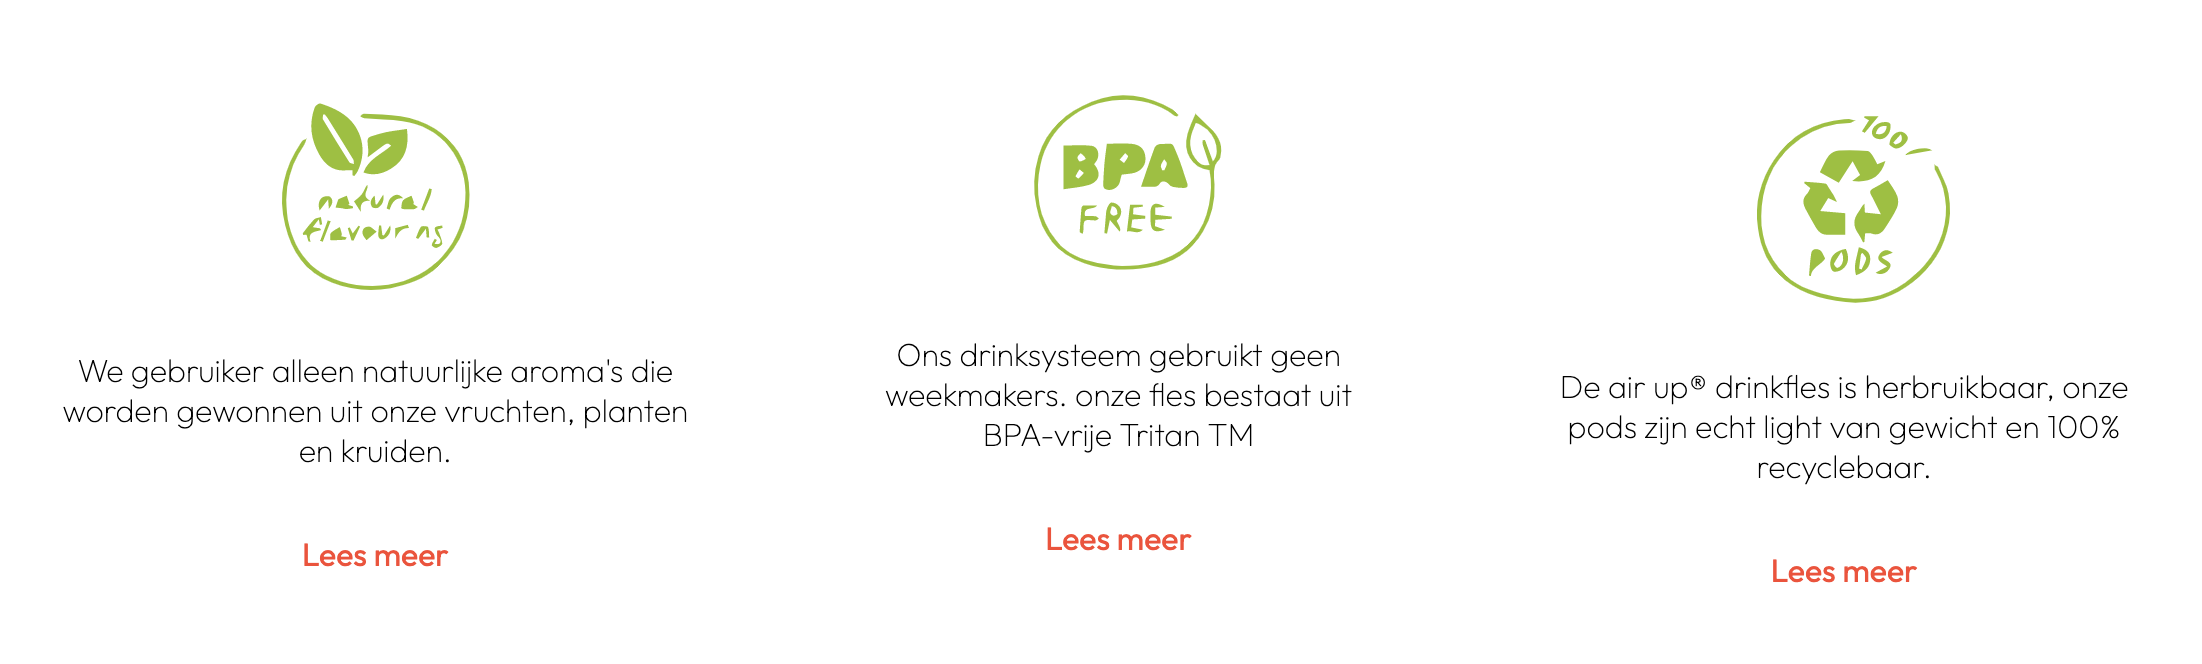 natural
flavour ng
We gebruiker alleen natuurlijke aroma's die
worden gewonnen uit onze vruchten, planten
en kruiden.
Lees meer
BPA
FREE
Ons drinksysteem gebruikt geen
weekmakers. onze fles bestaat uit
BPA-vrije Tritan TM
Lees meer
100
PODS
De air up® drinkfles is herbruikbaar, onze
pods zijn echt light van gewicht en 100%
recyclebaar.
Lees meer